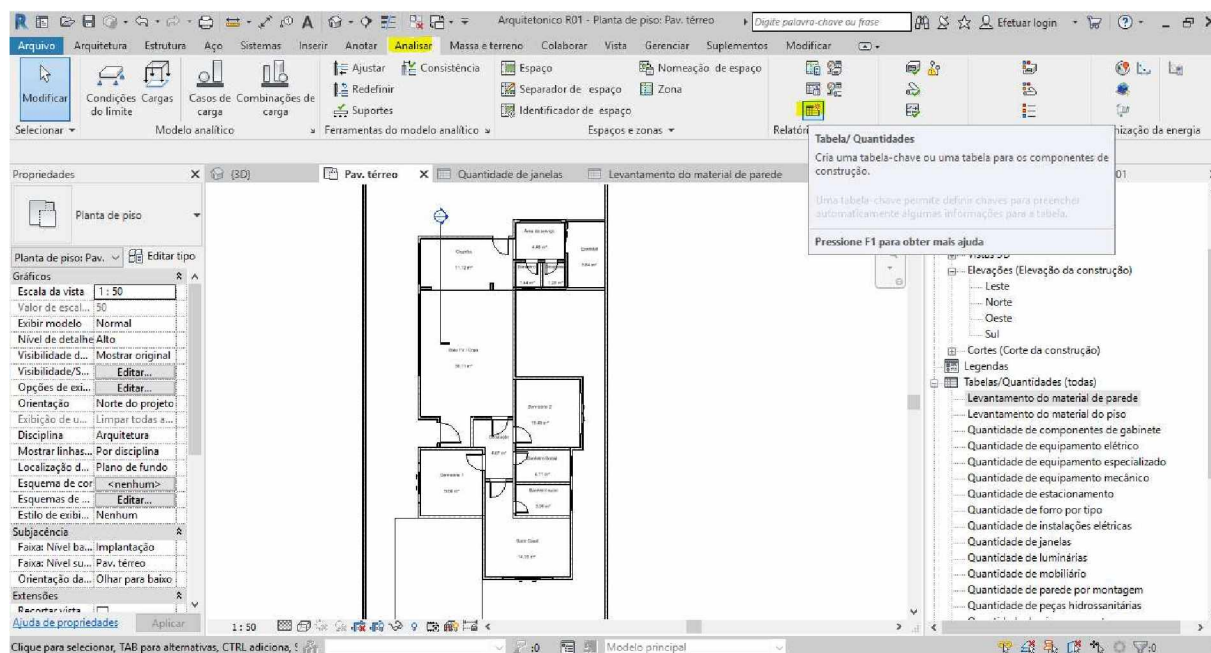 Arquitetonico R01 - Planta de piso: Pav. térreo
Digite palavra-chave ou frase
Efetuar login
Arquivo Arquitetura Estrutura Aço Sistemas Inserir Anotar Analisar Massa e terreno Colaborar Vista Gerenciar Suplementos Modificar
Modificar
Condições do limite
Cargas
Casos de carga
Combinações de carga
Ajustar
Consistência
Redefinir
Suportes
Espaço
Nomeação de espaço
Separador de espaço
Zona
Identificador de espaço
Selecionar
Modelo analítico
Ferramentas do modelo analítico
Espaços e zonas
Tabela/ Quantidades
Cria uma tabela-chave ou uma tabela para os componentes de construção.
Uma tabela-chave permite definir chaves para preencher automaticamente algumas informações para a tabela.
Pressione F1 para obter mais ajuda
Propriedades
{3D}
Pav. térreo
Quantidade de janelas
Levantamento do material de parede
Planta de piso
Planta de piso: Pav.
Editar tipo
Gráficos
Escala da vista 1 : 50
Valor de escal... 50
Exibir modelo Normal
Nível de detalhe Alto
Visibilidade d... Mostrar original
Visibilidade/S... Editar...
Opções de exi... Editar...
Orientação Norte do projeto
Exibição de u... Limpar todas a...
Disciplina Arquitetura
Mostrar linhas... Por disciplina
Localização d... Plano de fundo
Esquema de cor <nenhum>
Esquemas de ... Editar...
Estilo de exibi... Nenhum
Subjacência
Faixa: Nível ba... Implantação
Faixa: Nível su... Pav. térreo
Orientação da... Olhar para baixo
Extensões
Recortar vista
Ajuda de propriedades
Aplicar
Elevações (Elevação da construção)
Leste
Norte
Oeste
Sul
Cortes (Corte da construção)
Legendas
Tabelas/Quantidades (todas)
Levantamento do material de parede
Levantamento do material do piso
Quantidade de componentes de gabinete
Quantidade de equipamento elétrico
Quantidade de equipamento especializado
Quantidade de equipamento mecânico
Quantidade de estacionamento
Quantidade de forro por tipo
Quantidade de instalações elétricas
Quantidade de janelas
Quantidade de luminárias
Quantidade de mobiliário
Quantidade de parede por montagem
Quantidade de peças hidrossanitárias
1 : 50
Clique para selecionar, TAB para alternativas, CTRL adiciona,
:0
Modelo principal
:0